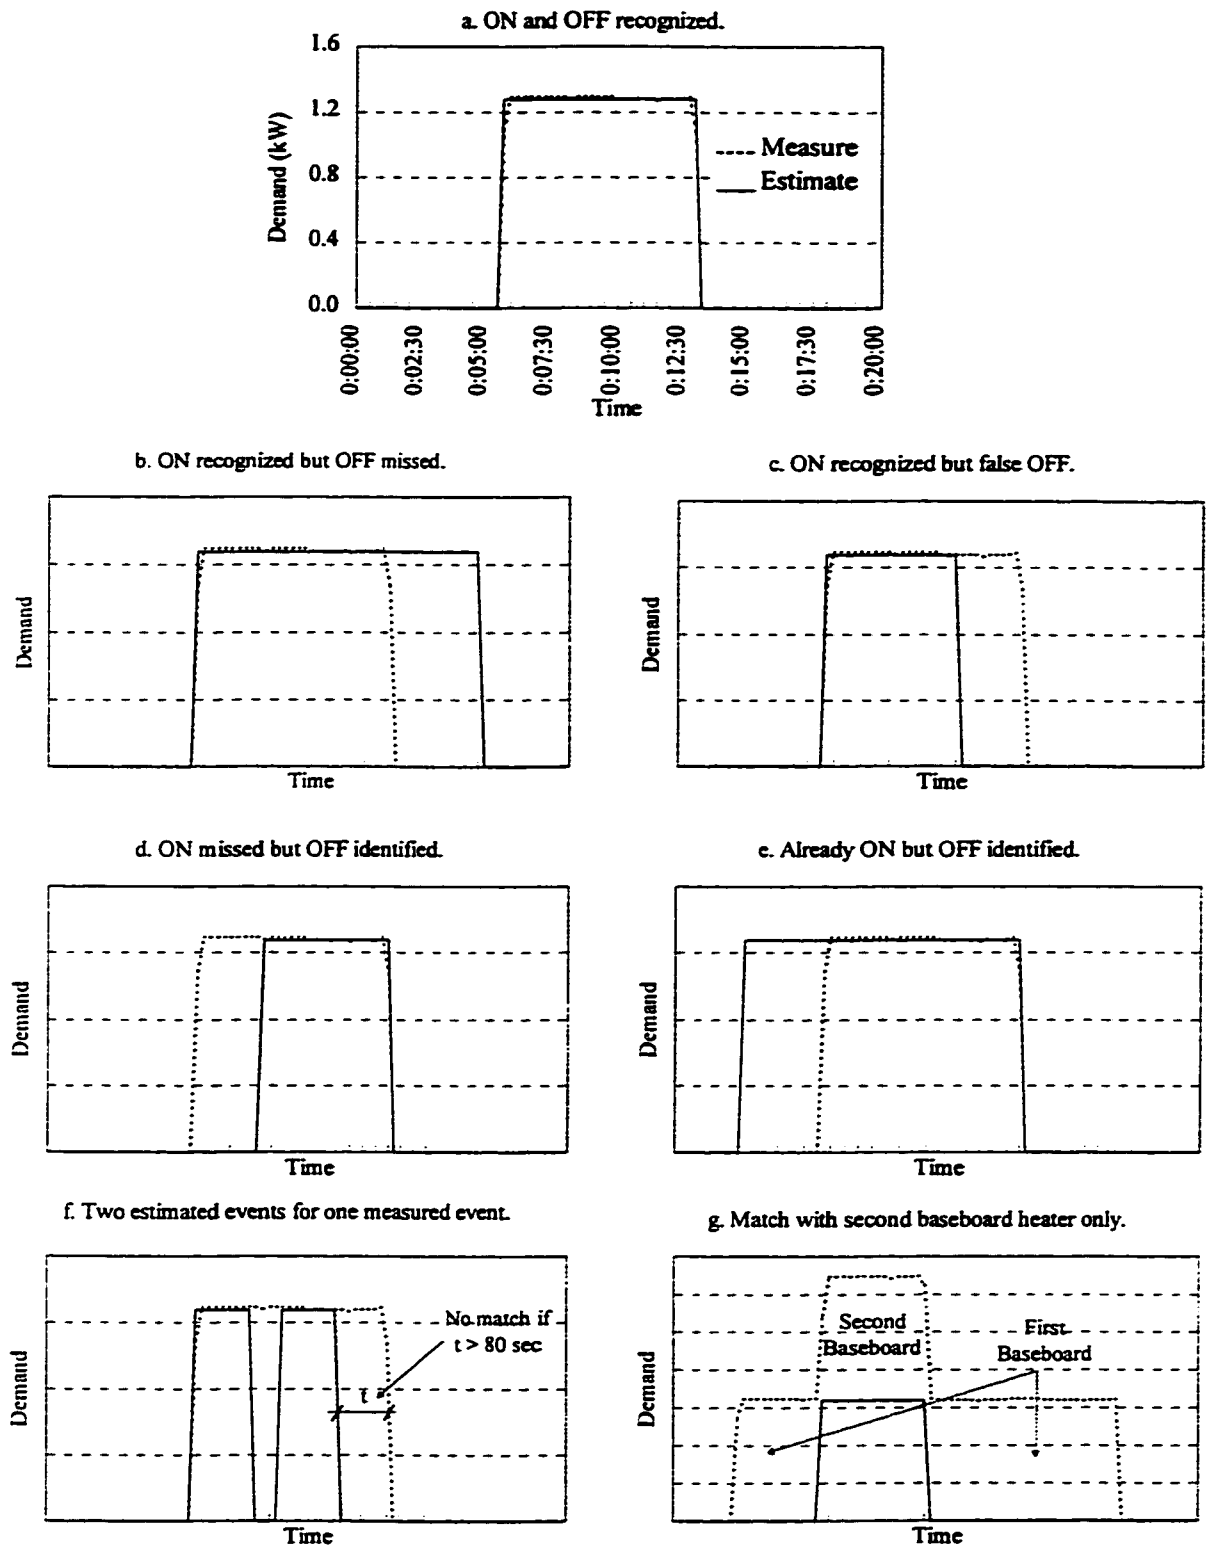 a. ON and OFF recognized.
1.6
1.2
0.8
0.4
0.0
Demand (kW)
Measure
Estimate
0:00:00
0:02:30
0:05:00
0:07:30
0:10:00
0:12:30
0:15:00
0:17:30
0:20:00
Time
b. ON recognized but OFF missed.
Demand
Time
c. ON recognized but false OFF.
Demand
Time
d. ON missed but OFF identified.
Demand
Time
e. Already ON but OFF identified.
Demand
Time
f. Two estimated events for one measured event.
No match if
t > 80 sec
t
Demand
Time
g. Match with second baseboard heater only.
Second
Baseboard
First
Baseboard
Demand
Time